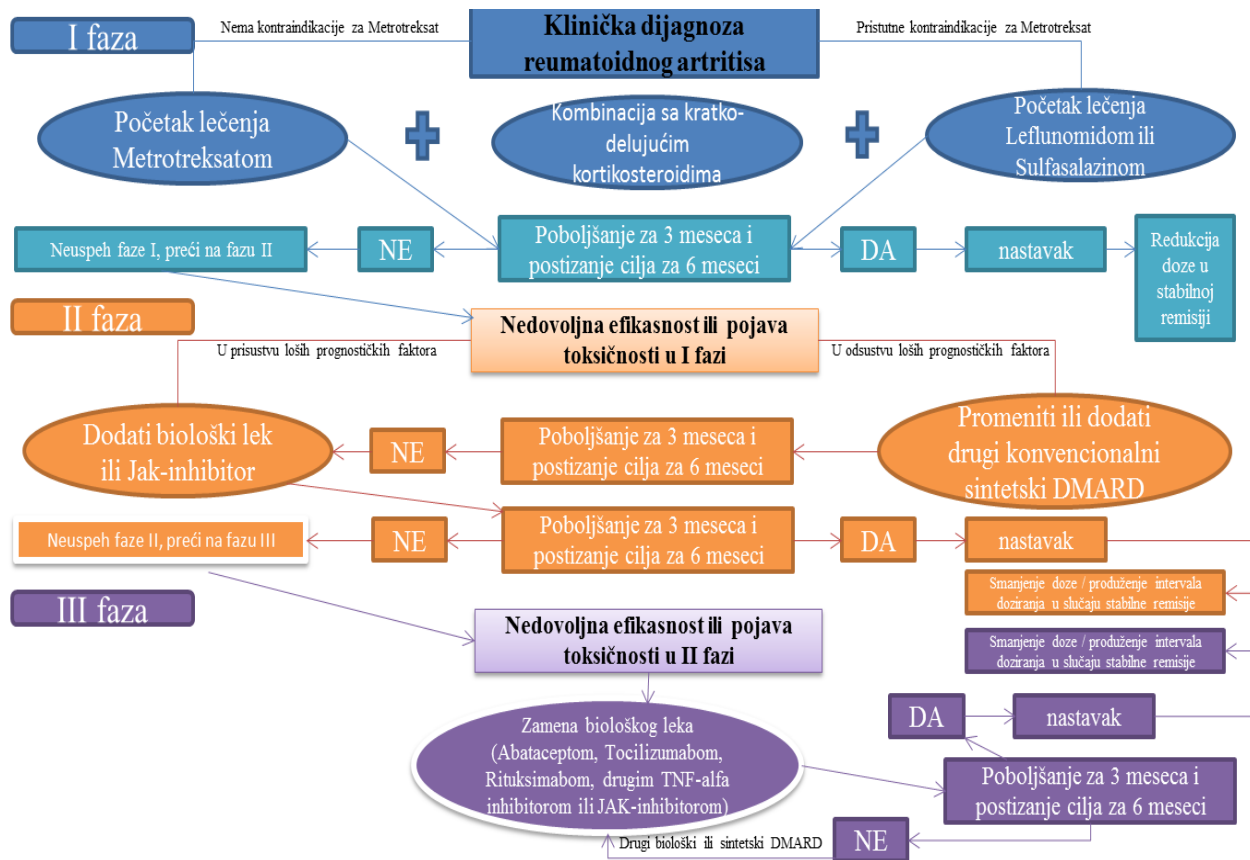 I faza
Nema kontraindikacije za Metrotreksat
Klinička dijagnoza
reumatoidnog artritisa
Pristutne kontraindikacije za Metrotreksat
Početak lečenja
Metrotreksatom
Kombinacija sa kratko-
delujućim
kortikosteroidima
Početak lečenja
Leflunomidom ili
Sulfasalazinom
Neuspeh faze I, preći na fazu II
NE
Poboljšanje za 3 meseca i
postizanje cilja za 6 meseci
DA
nastavak
Redukcija
doze u
stabilnoj
remisiji
II faza
Nedovoljna efikasnost ili pojava
toksičnosti u I fazi
U prisustvu loših prognostičkih faktora
U odsustvu loših prognostičkih faktora
Dodati biološki lek
ili Jak-inhibitor
NE
Poboljšanje za 3 meseca i
postizanje cilja za 6 meseci
Promeniti ili dodati
drugi konvencionalni
sintetski DMARD
Neuspeh faze II, preći na fazu III
NE
Poboljšanje za 3 meseca i
postizanje cilja za 6 meseci
DA
nastavak
Smanjenje doze / produženje intervala
doziranja u slučaju stabilne remisije
III faza
Nedovoljna efikasnost ili pojava
toksičnosti u II fazi
Smanjenje doze / produženje intervala
doziranja u slučaju stabilne remisije
Zamena biološkog leka
(Abataceptom, Tocilizumabom,
Rituksimabom, drugim TNF-alfa
inhibitorom ili JAK-inhibitorom)
DA
nastavak
Poboljšanje za 3 meseca i
postizanje cilja za 6 meseci
Drugi biološki ili sintetski DMARD
NE